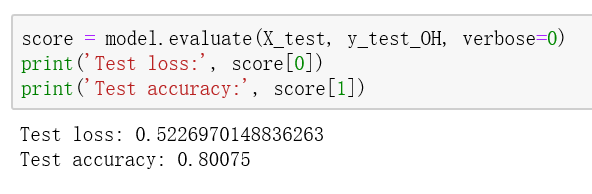 score = model.evaluate(X_test, y_test_OH, verbose=0)
print('Test loss:', score[0])
print('Test accuracy:', score[1])
Test loss: 0.5226970148836263
Test accuracy: 0.80075